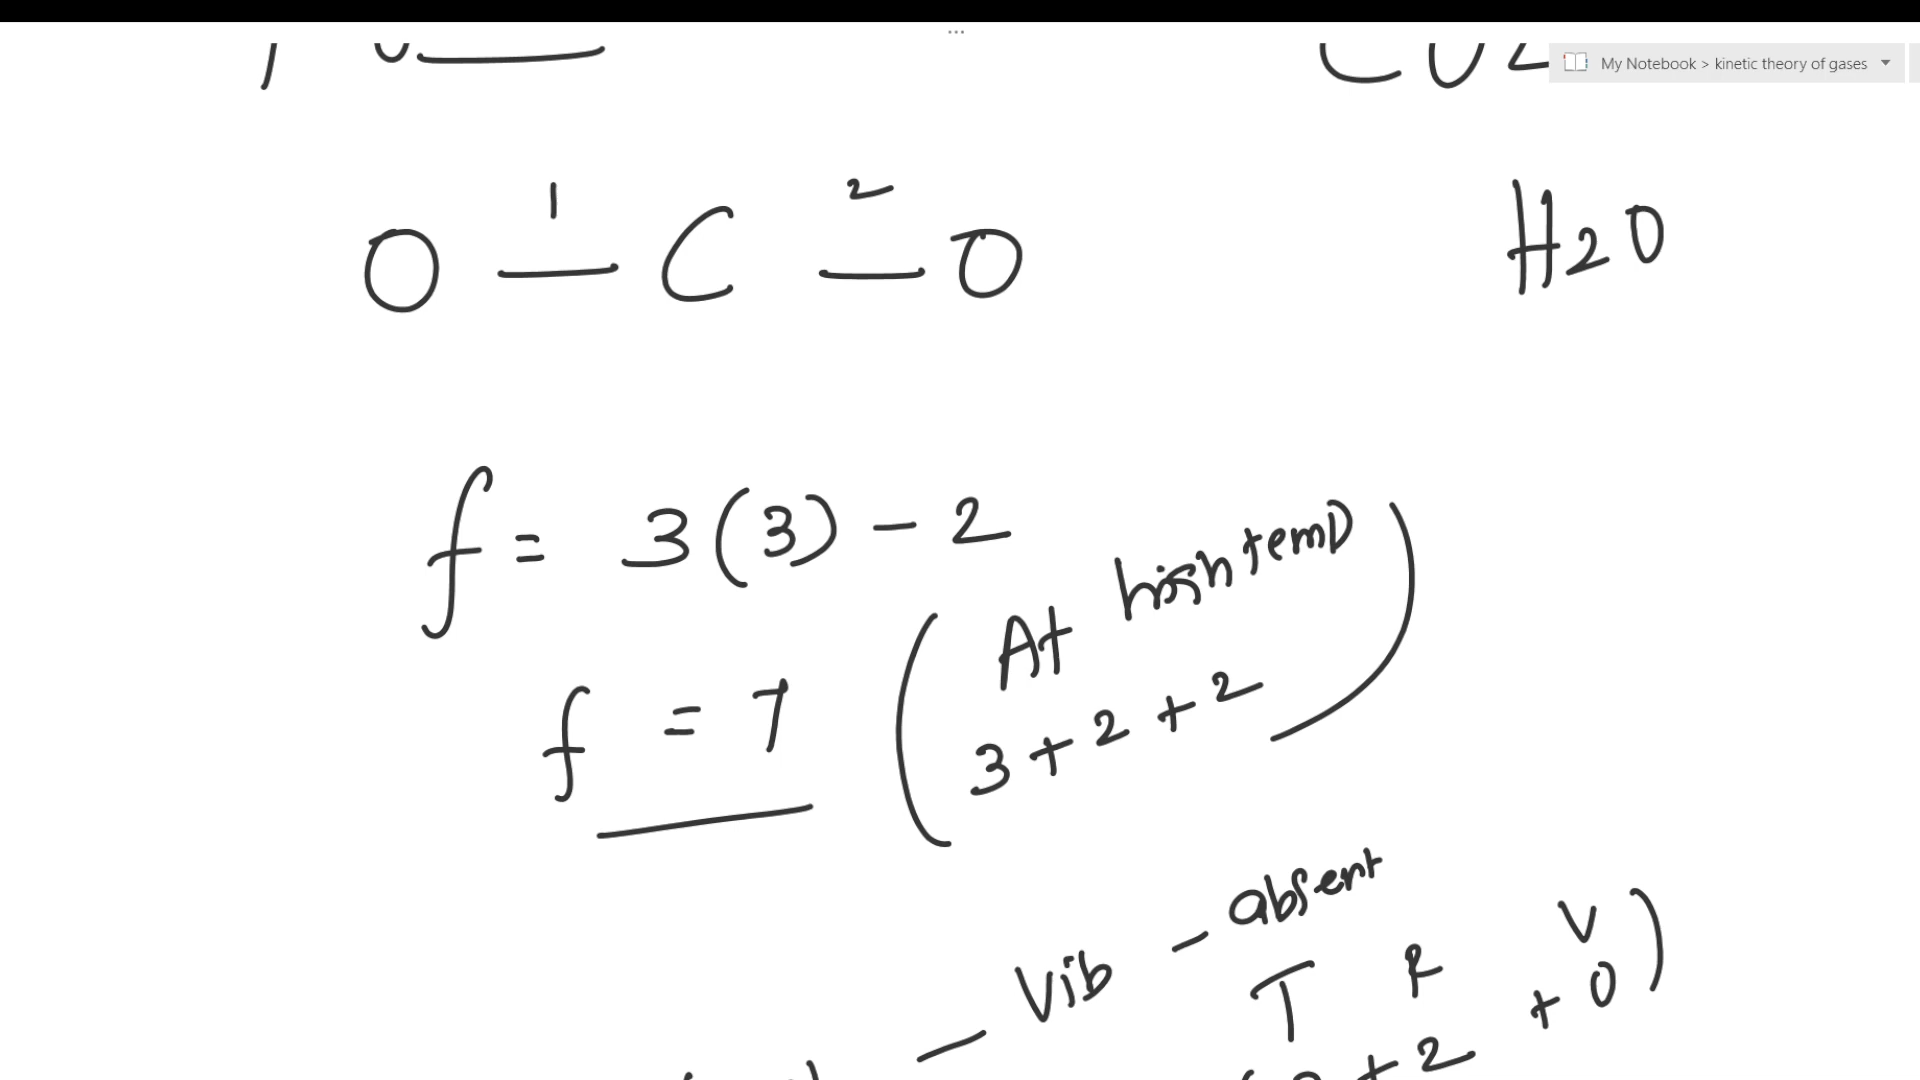 My Notebook > kinetic theory of gases
1 2
O — C — O
H2O
f = 3(3) - 2
(At high temp)
f = 7
3 + 2 + 2
— Vib - absent
T R V
+ 2 + 0)